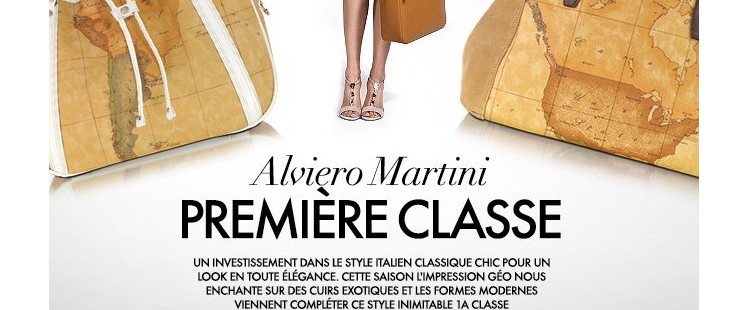 Alviero Martini
PREMIÈRE CLASSE
UN INVESTISSEMENT DANS LE STYLE ITALIEN CLASSIQUE CHIC POUR UN
LOOK EN TOUTE ÉLÉGANCE. CETTE SAISON L'IMPRESSION GÉO NOUS
ENCHANTE SUR DES CUIRS EXOTIQUES ET LES FORMES MODERNES
VIENNENT COMPLÉTER CE STYLE INIMITABLE 1A CLASSE